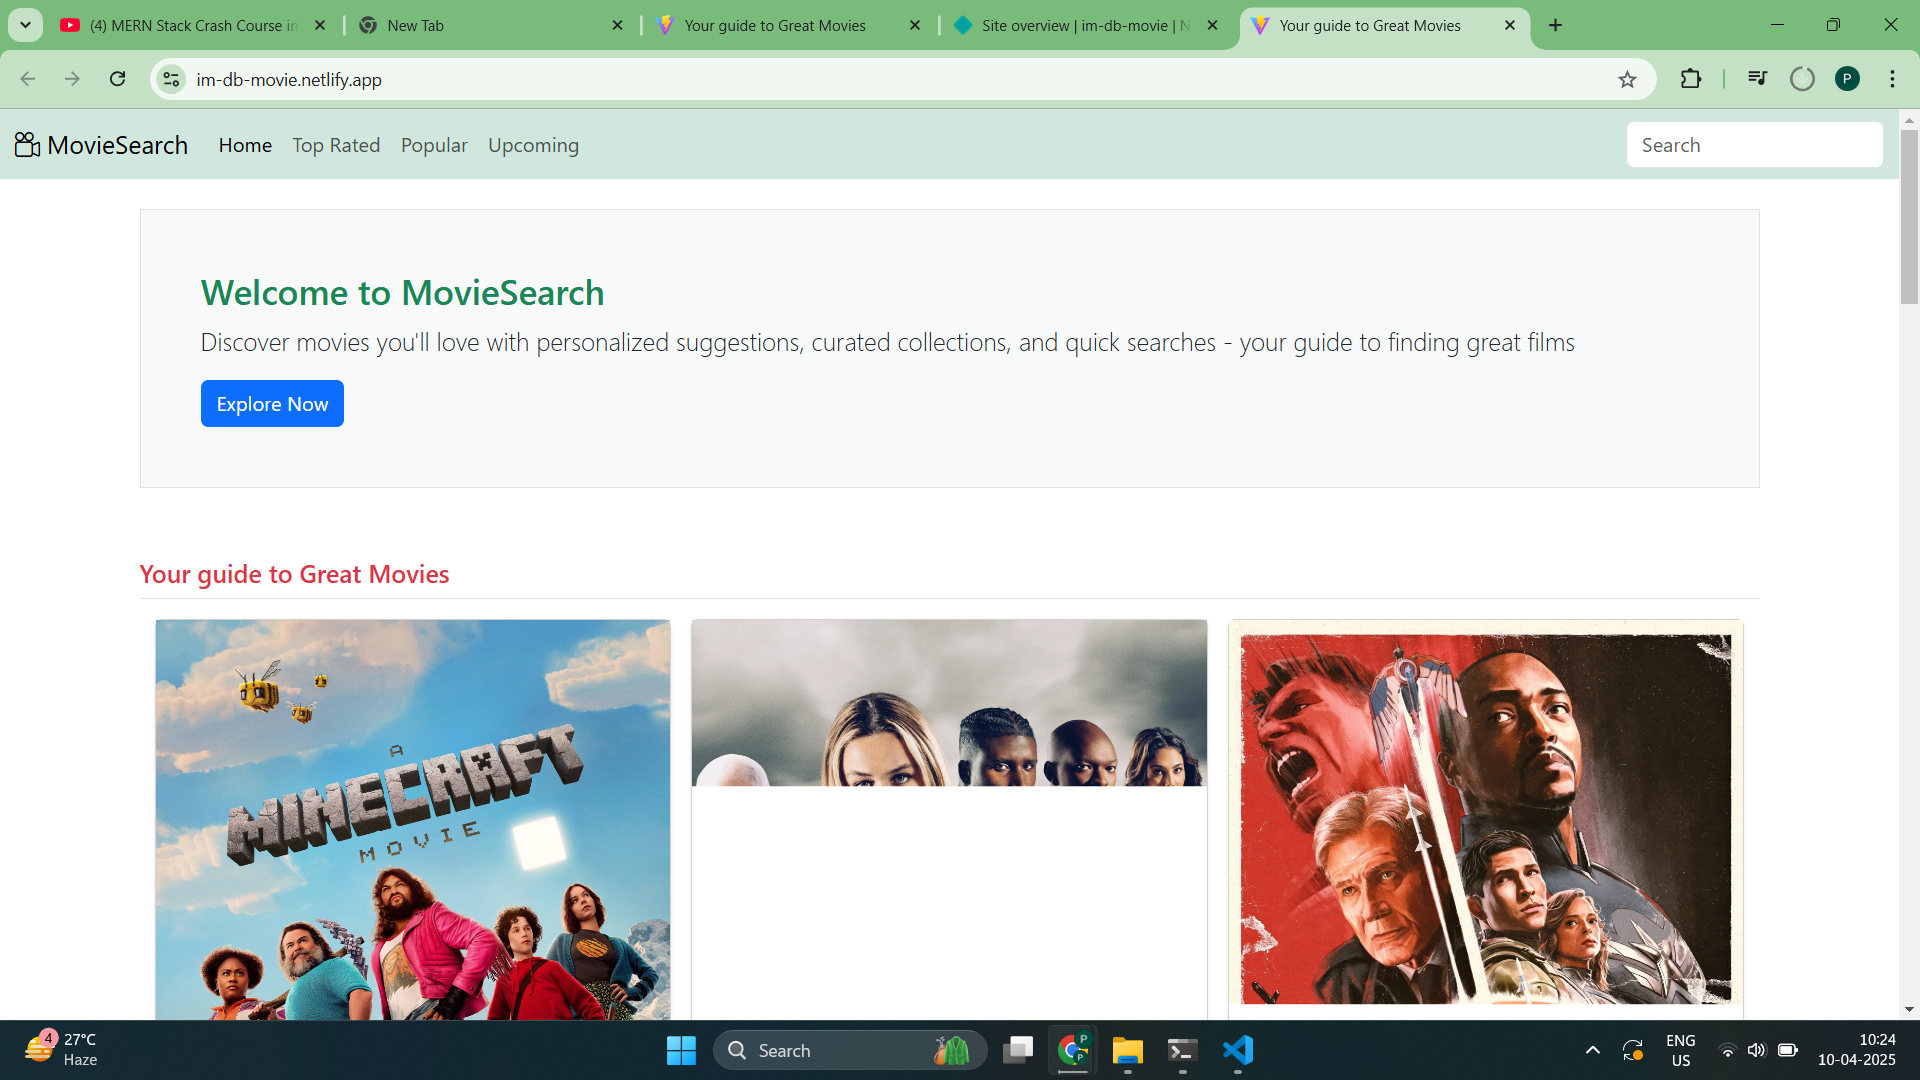 (4) MERN Stack Crash Course in
New Tab
Your guide to Great Movies
Site overview | im-db-movie | N
Your guide to Great Movies
im-db-movie.netlify.app
P
MovieSearch
Home
Top Rated
Popular
Upcoming
Search
Welcome to MovieSearch
Discover movies you'll love with personalized suggestions, curated collections, and quick searches - your guide to finding great films
Explore Now
Your guide to Great Movies
A
MINECRAFT
MOVIE
4
27°C
Haze
Search
P
P
ENG
US
10:24
10-04-2025